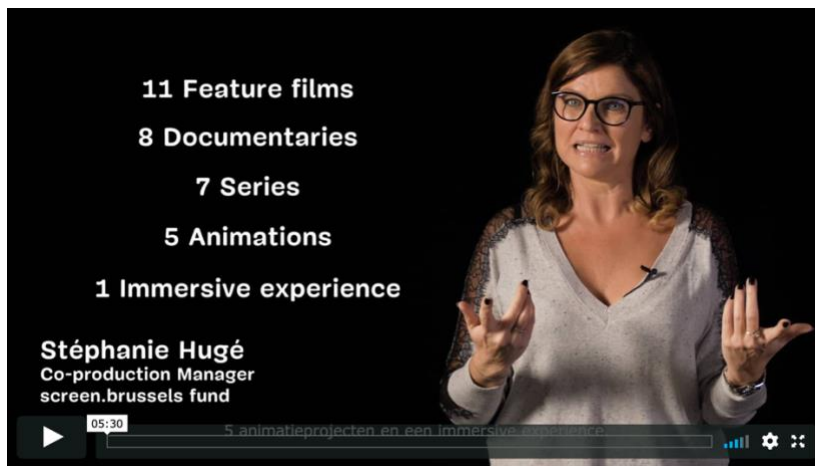 11 Feature films
8 Documentaries
7 Series
5 Animations
1 Immersive experience
Stéphanie Hugé
Co-production Manager
screen.brussels fund
05:30
5 animatieprojecten en een immersive experience